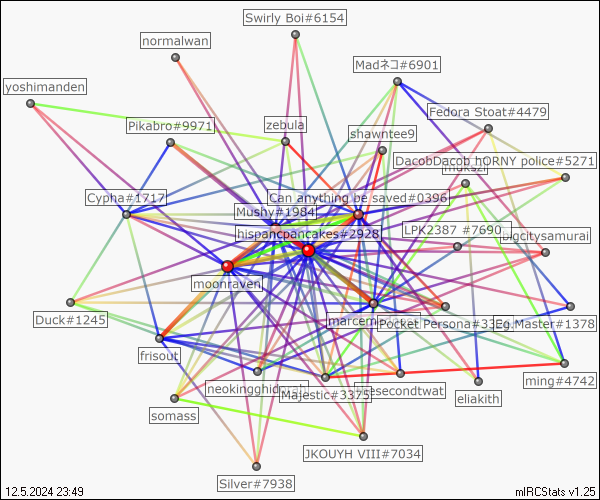 Swirly Boi#6154
normalwan
Madネコ#6901
yoshimanden
Fedora Stoat#4479
Pikabro#9971
zebula
shawntee9
DacobDacob hORNY police#5271
Cypha#1717
Can anything be saved#0396
Mushy#1984
hispancpancakes#2928
LPK2387 #7690
bigcitysamurai
moonraven
Duck#1245
marcem
Pocket Persona#33
Eg.Master#1378
frisout
neokingghidorah
Majestic#3375
thesecondtwat
ming#4742
eliakith
somass
JKOUYH VIII#7034
Silver#7938
12.5.2024 23:49
mIRCStats v1.25